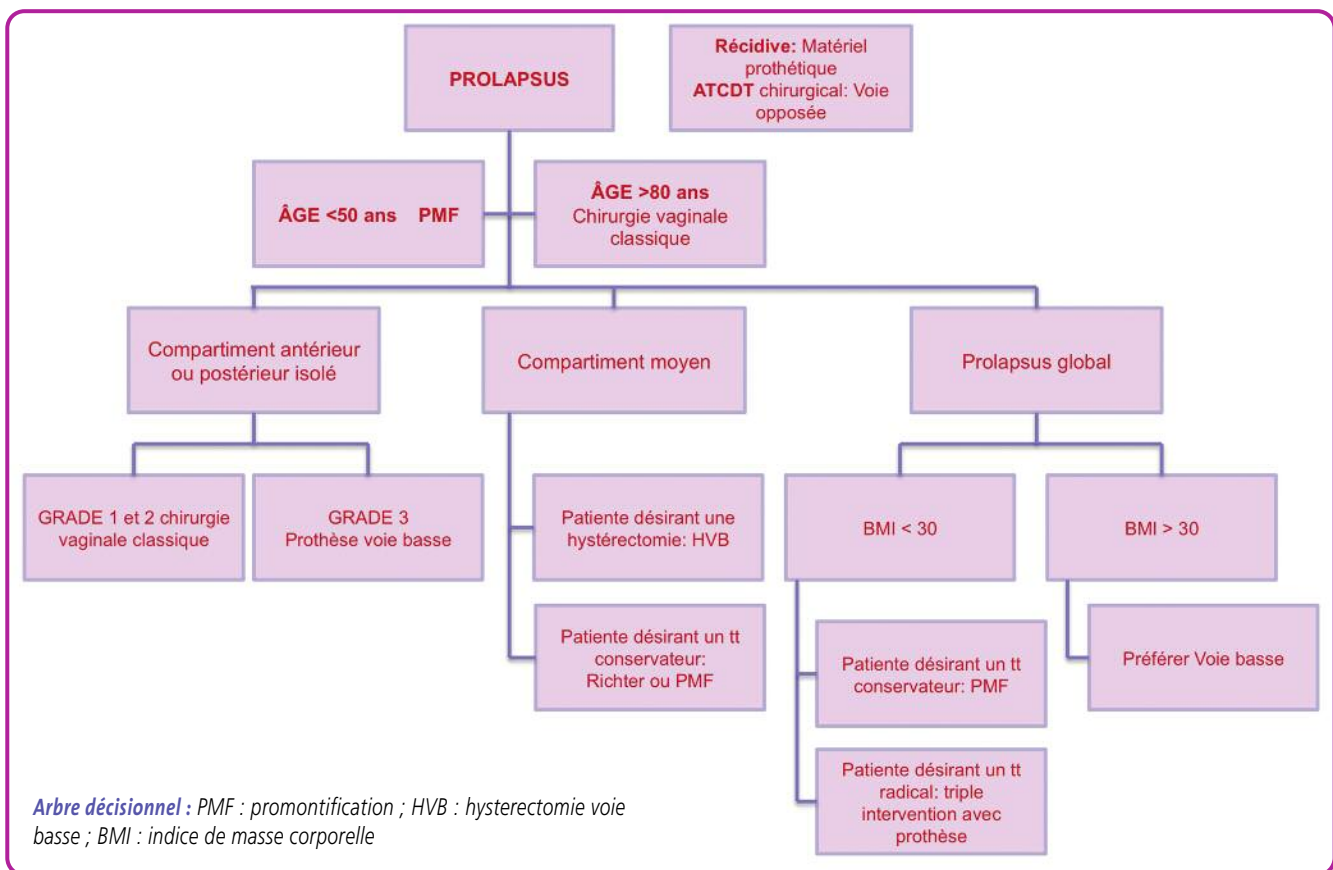 PROLAPSUS
Récidive: Matériel
prothétique
ATCDT chirurgical: Voie
opposée
ÂGE <50 ans PMF
ÂGE >80 ans
Chirurgie vaginale
classique
Compartiment antérieur
ou postérieur isolé
Compartiment moyen
Prolapsus global
GRADE 1 et 2 chirurgie
vaginale classique
GRADE 3
Prothèse voie basse
Patiente désirant une
hystérectomie: HVB
BMI < 30
BMI > 30
Patiente désirant un tt
conservateur:
Richter ou PMF
Patiente désirant un tt
conservateur: PMF
Préférer Voie basse
Patiente désirant un tt
radical: triple
intervention avec
prothèse
Arbre décisionnel : PMF : promontification ; HVB : hysterectomie voie
basse ; BMI : indice de masse corporelle